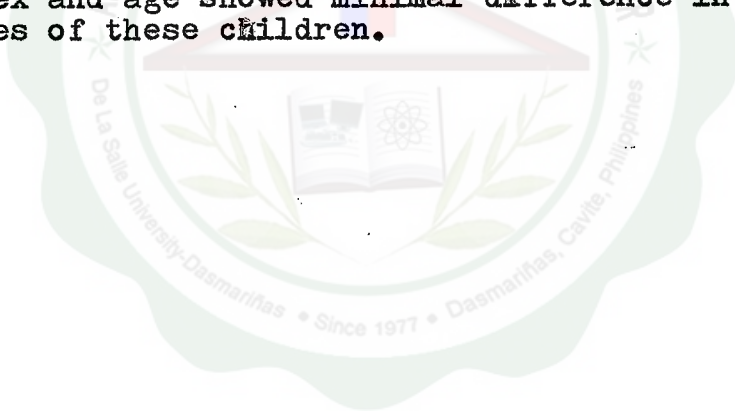 ex and age showed minimal difference in
es of these children.
De La Salle University-Dasmariñas • Since 1977 • Dasmariñas, Cavite, Philippines
R